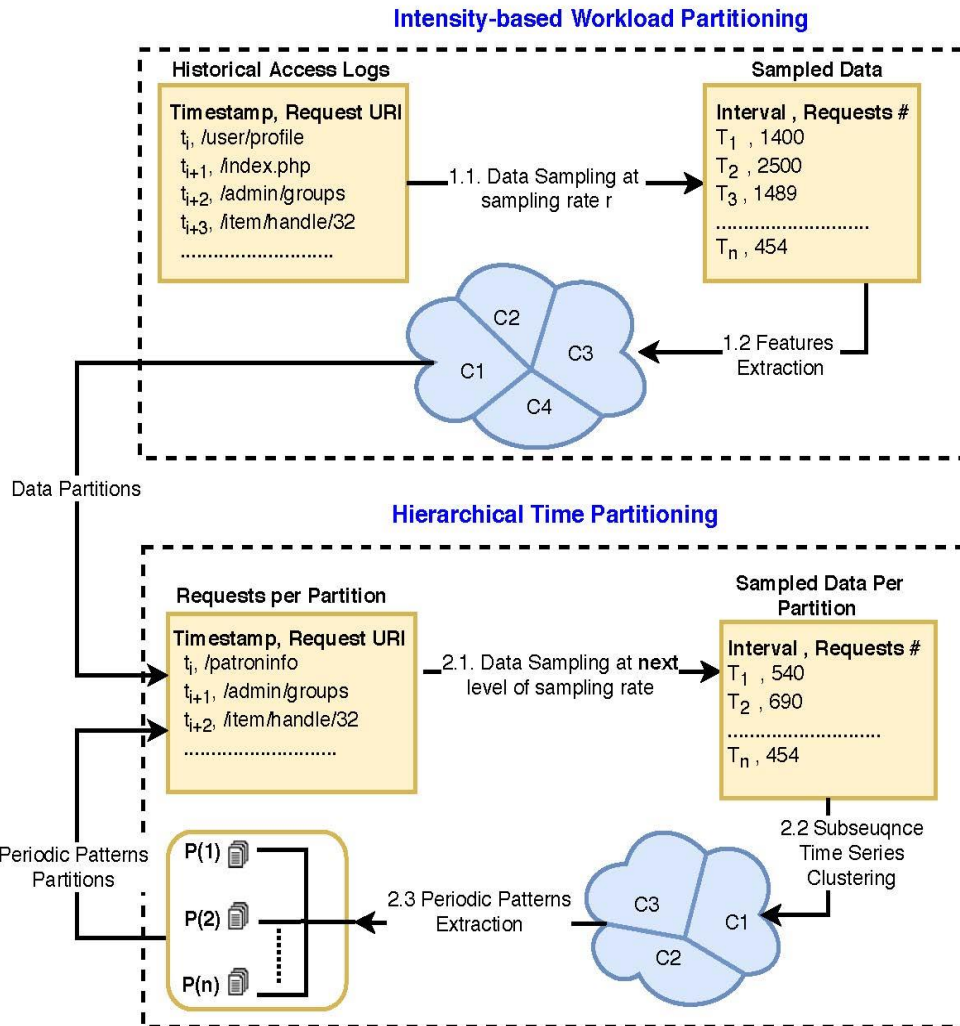 Intensity-based Workload Partitioning
Historical Access Logs
Timestamp, Request URI
ti, /user/profile
ti+1, /index.php
ti+2, /admin/groups
ti+3, /item/handle/32
............................
1.1. Data Sampling at
sampling rate r
Sampled Data
Interval , Requests #
T1 , 1400
T2 , 2500
T3 , 1489
............................
Tn , 454
1.2 Features
Extraction
C2
C3
C1
C4
Data Partitions
Hierarchical Time Partitioning
Requests per Partition
Timestamp, Request URI
ti, /patroninfo
ti+1, /admin/groups
ti+2, /item/handle/32
............................
2.1. Data Sampling at next
level of sampling rate
Sampled Data Per
Partition
Interval , Requests #
T1 , 540
T2 , 690
............................
Tn , 454
2.2 Subseuqnce
Time Series
Clustering
C3
C1
C2
2.3 Periodic Patterns
Extraction
P(1)
P(2)
P(n)
Periodic Patterns
Partitions